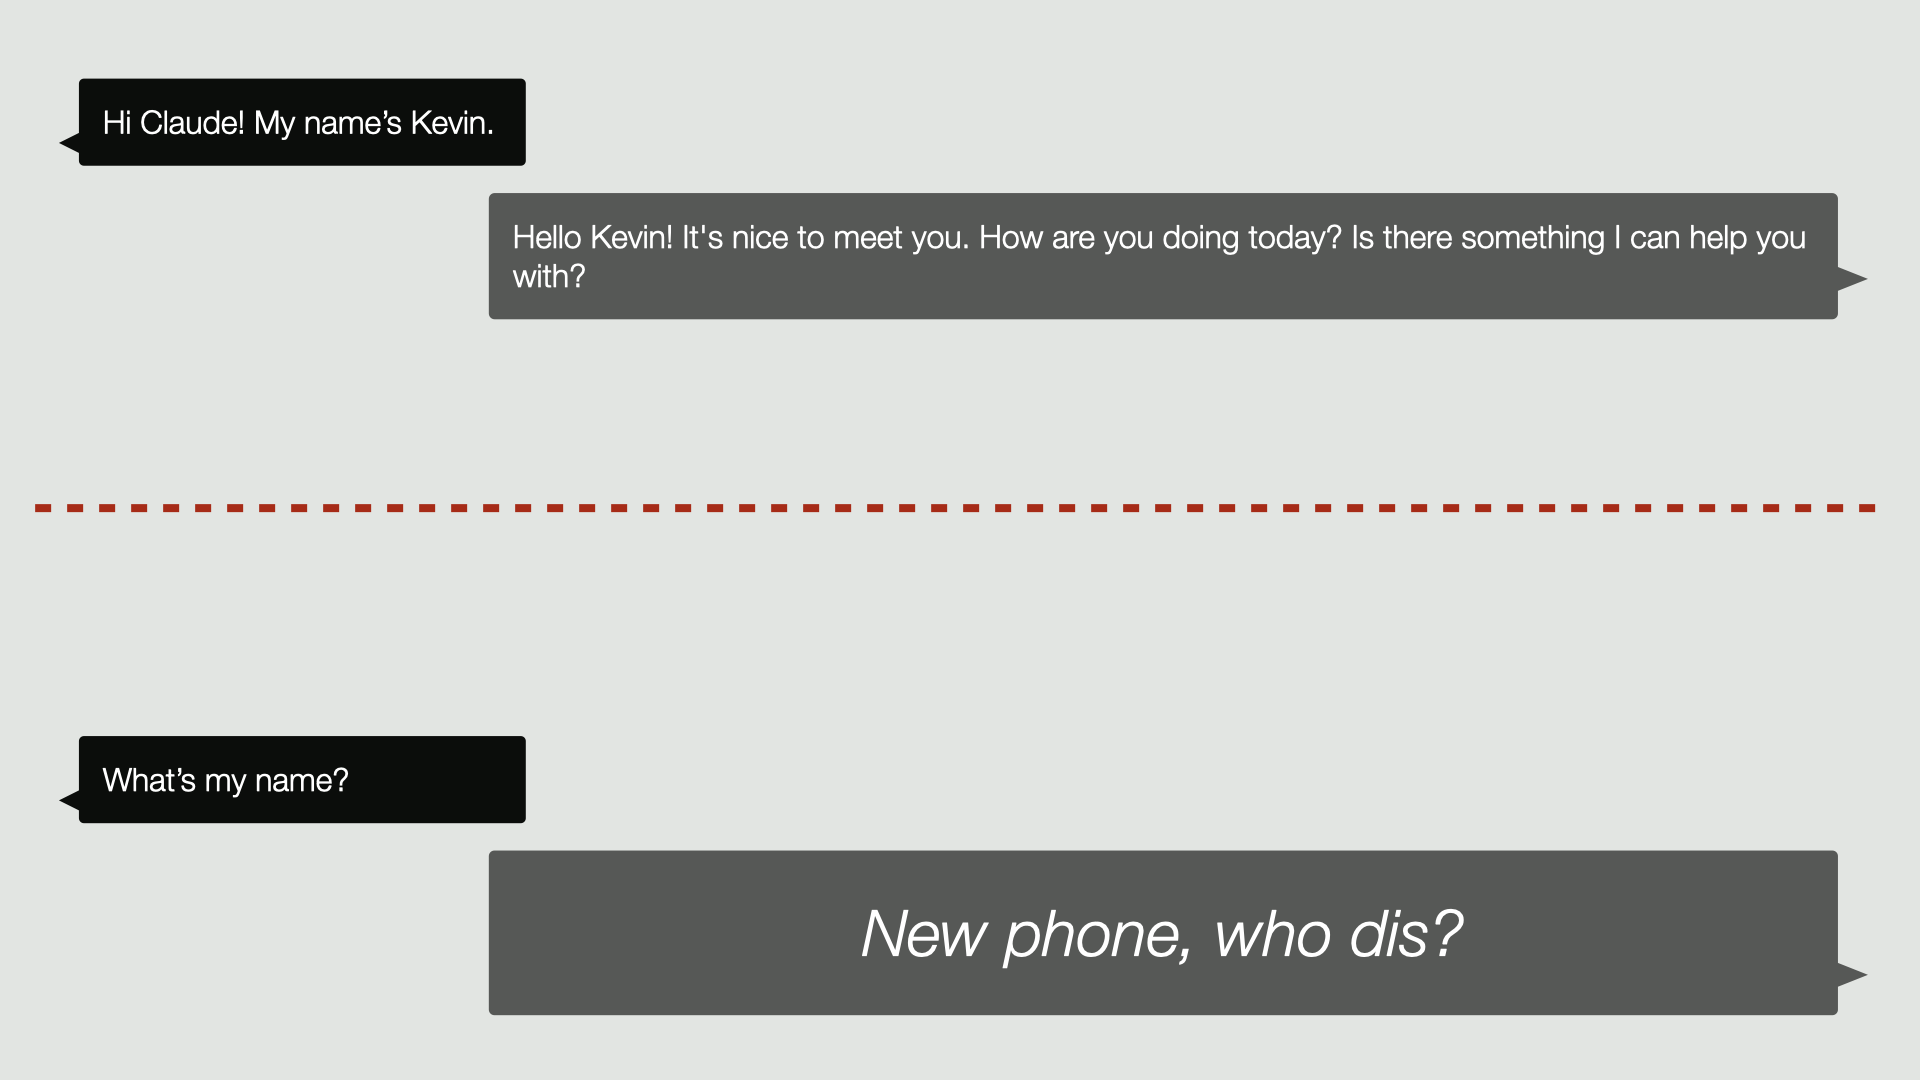 Hi Claude! My name’s Kevin.
Hello Kevin! It's nice to meet you. How are you doing today? Is there something I can help you
with?
What’s my name?
New phone, who dis?